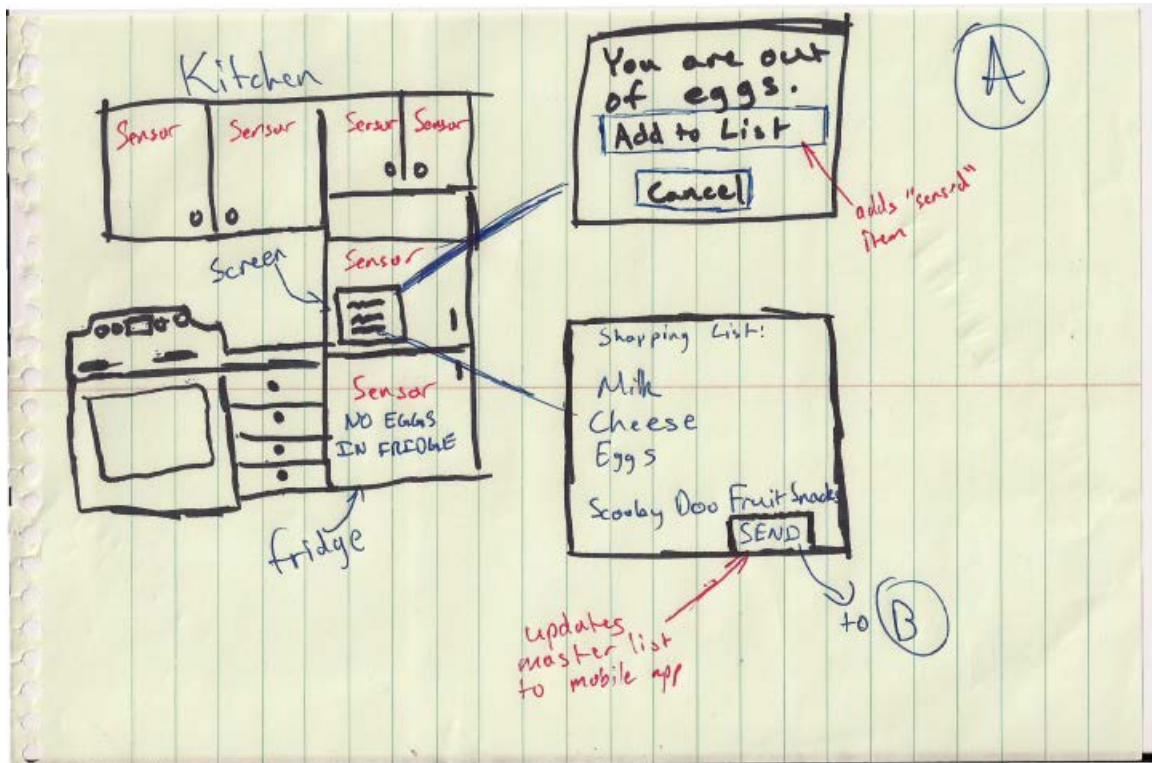 Kitchen
Sensor
Sensor
Sensor
Sensor
Screen
Sensor
Sensor
NO EGGS
IN FRIDGE
fridge
You are out
of eggs.
Add to List
Cancel
adds "sensed"
item
A
Shopping List:
Milk
Cheese
Eggs
Scooby Doo Fruit Snacks
SEND
updates
master list
to mobile app
to B